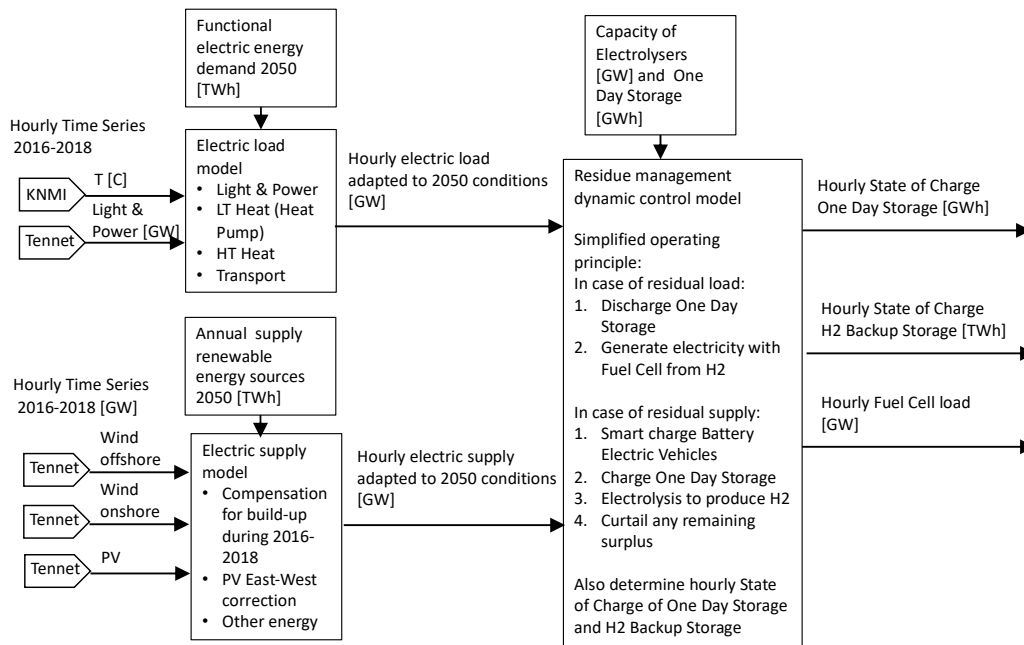 Functional
electric energy
demand 2050
[TWh]
Capacity of
Electrolysers
[GW] and One
Day Storage
[GWh]
Hourly Time Series
2016-2018
KNMI
T [C]
Light &
Power [GW]
Tennet
Electric load
model
• Light & Power
• LT Heat (Heat
Pump)
• HT Heat
• Transport
Hourly electric load
adapted to 2050 conditions
[GW]
Annual supply
renewable
energy sources
2050 [TWh]
Hourly Time Series
2016-2018 [GW]
Wind
offshore
Tennet
Wind
onshore
Tennet
PV
Tennet
Electric supply
model
• Compensation
for build-up
during 2016-
2018
• PV East-West
correction
• Other energy
Hourly electric supply
adapted to 2050 conditions
[GW]
Residue management
dynamic control model
Simplified operating
principle:
In case of residual load:
1. Discharge One Day
Storage
2. Generate electricity with
Fuel Cell from H2
In case of residual supply:
1. Smart charge Battery
Electric Vehicles
2. Charge One Day Storage
3. Electrolysis to produce H2
4. Curtail any remaining
surplus
Also determine hourly State
of Charge of One Day Storage
and H2 Backup Storage
Hourly State of Charge
One Day Storage [GWh]
Hourly State of Charge
H2 Backup Storage [TWh]
Hourly Fuel Cell load
[GW]